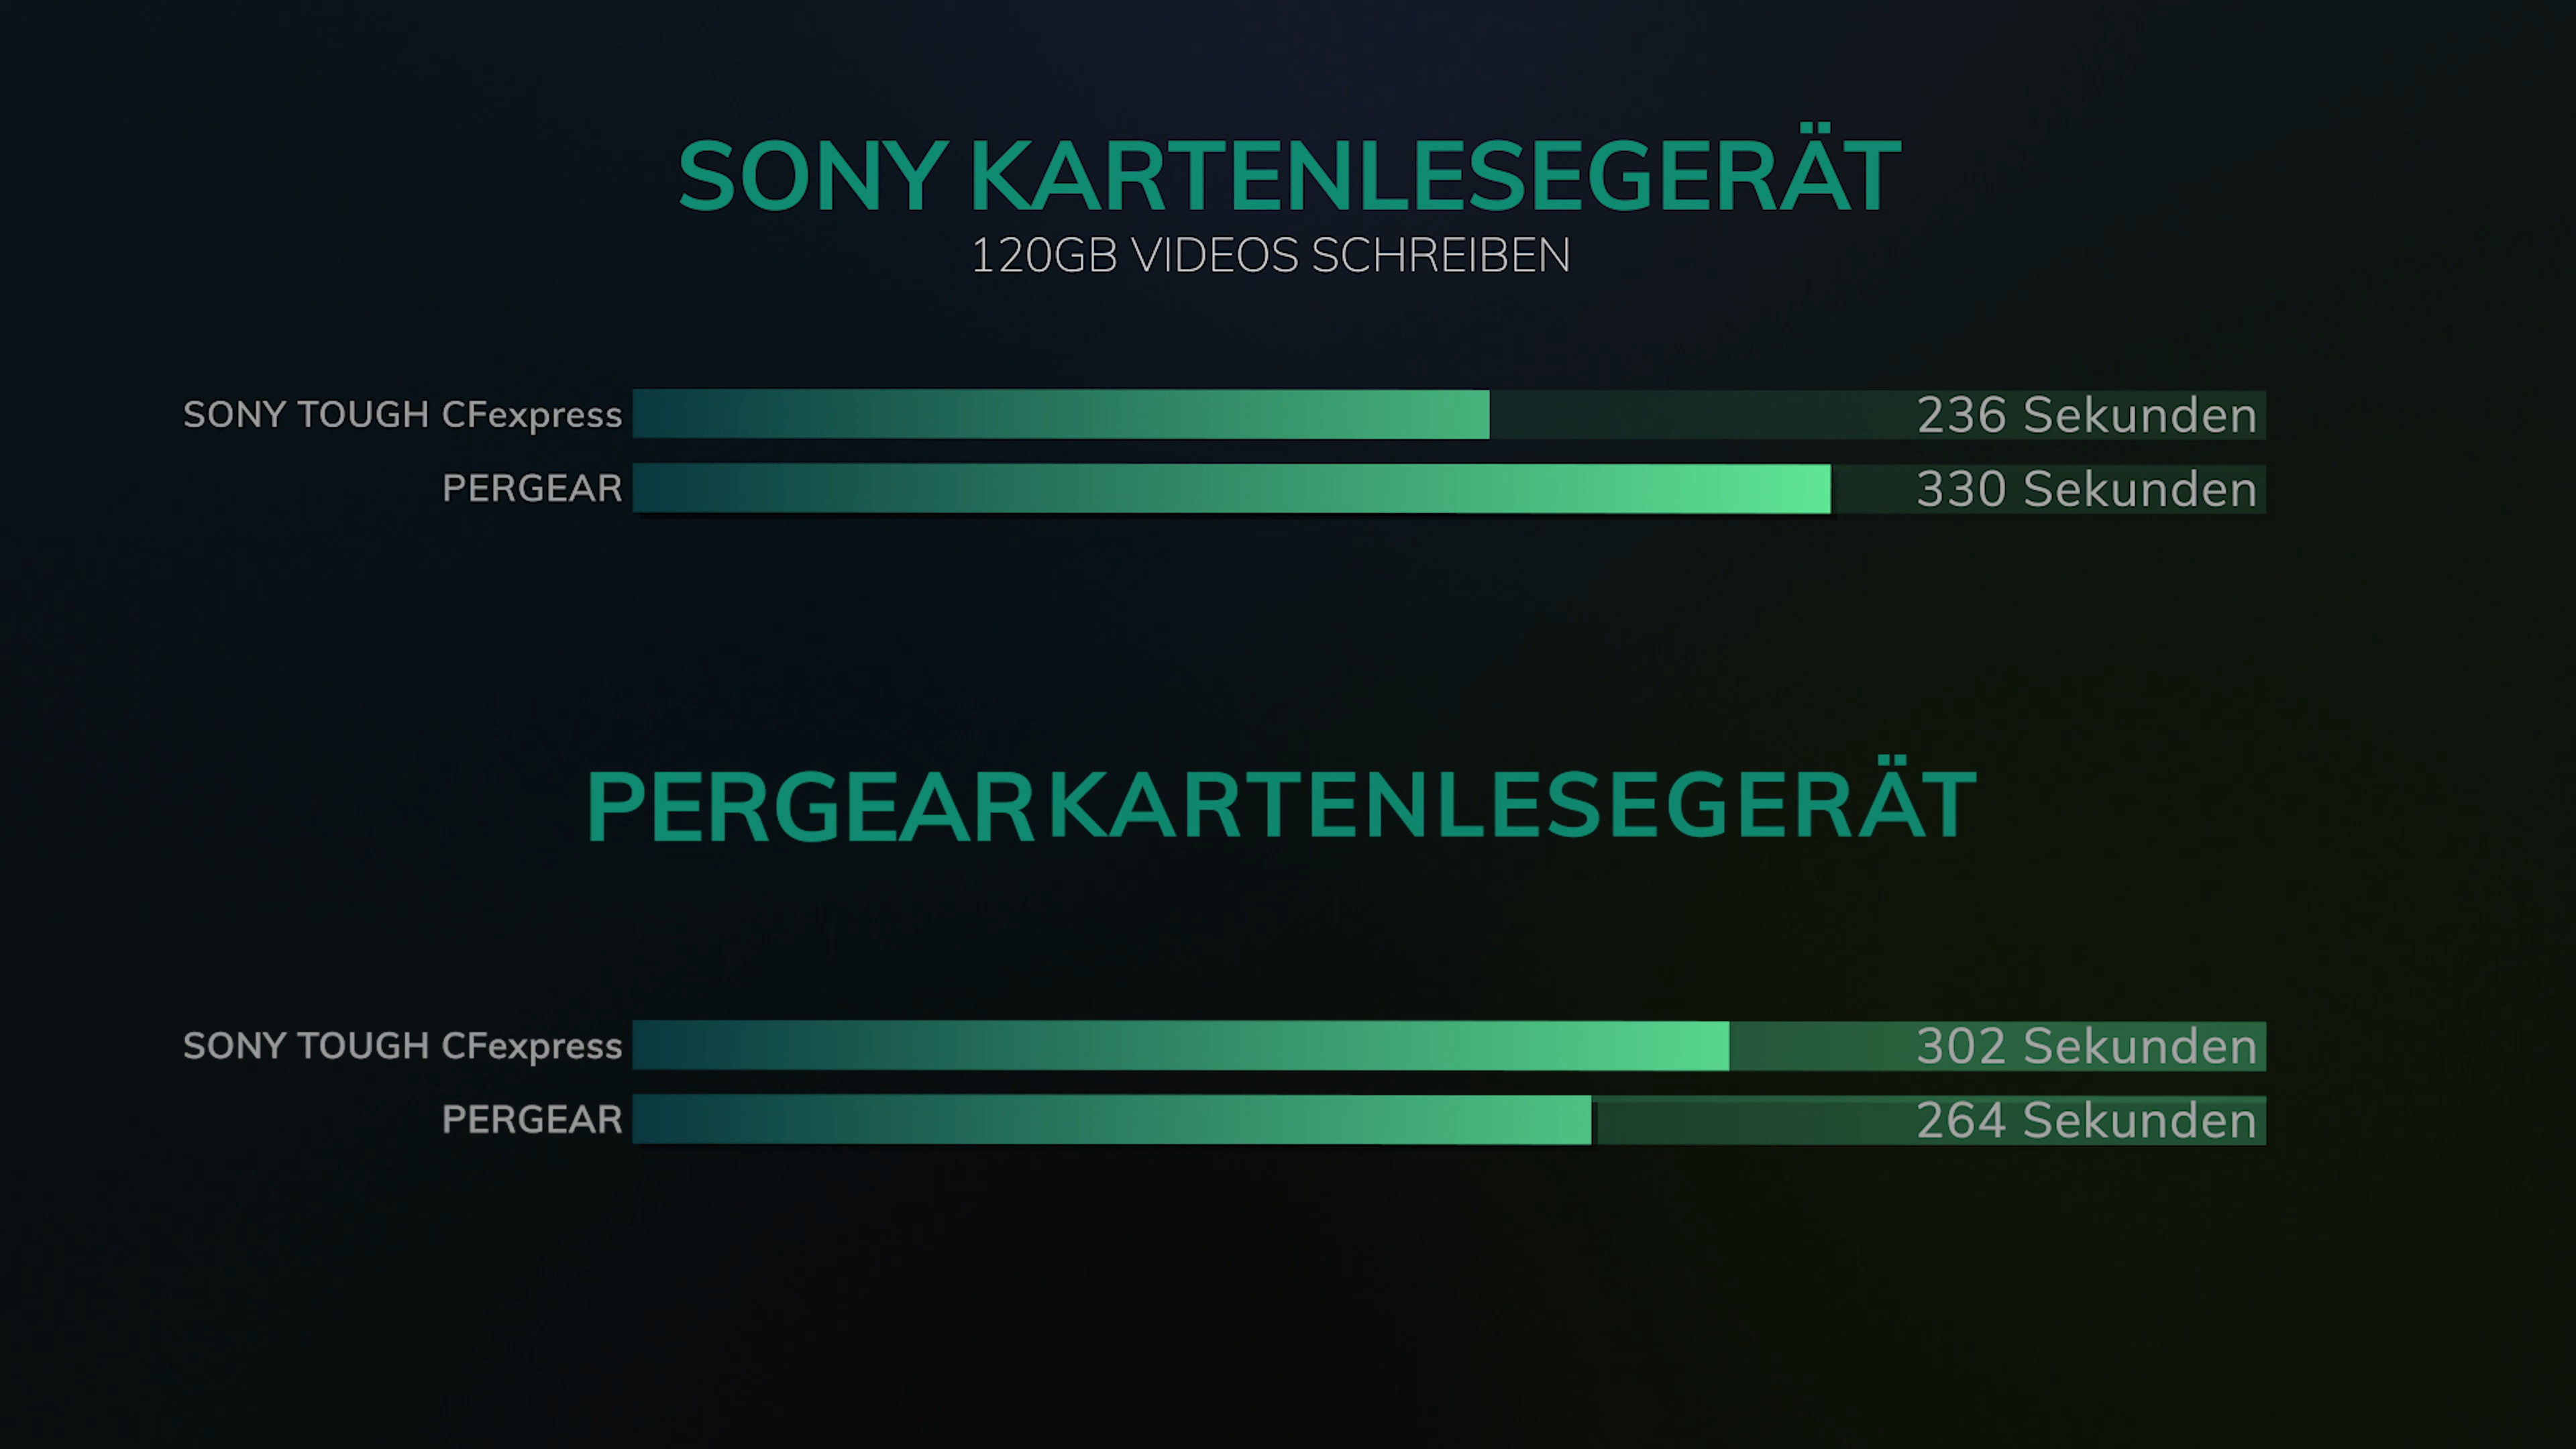 SONY KARTENLESEGERÄT
120GB VIDEOS SCHREIBEN
SONY TOUGH CFexpress 236 Sekunden
PERGEAR 330 Sekunden
PERGEAR KARTENLESEGERÄT
SONY TOUGH CFexpress 302 Sekunden
PERGEAR 264 Sekunden